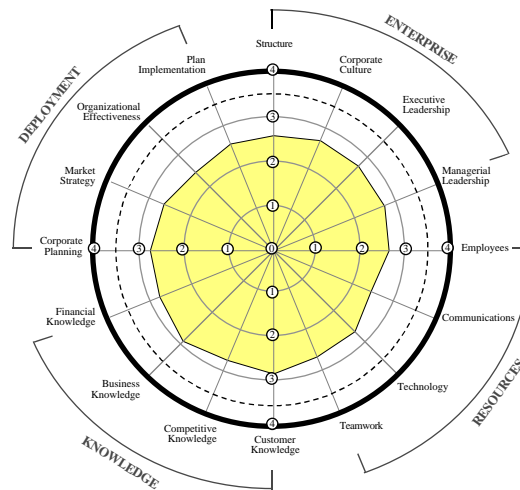 ENTERPRISE
Structure
Plan
Implementation
Corporate
Culture
Organizational
Effectiveness
Executive
Leadership
DEPLOYMENT
Market
Strategy
Managerial
Leadership
Corporate
Planning
Employees
Financial
Knowledge
Communications
Business
Knowledge
Technology
Competitive
Knowledge
Customer
Knowledge
Teamwork
KNOWLEDGE
RESOURCES
4
3
2
1
4
3
2
1
0
1
2
3
4
1
2
3
4